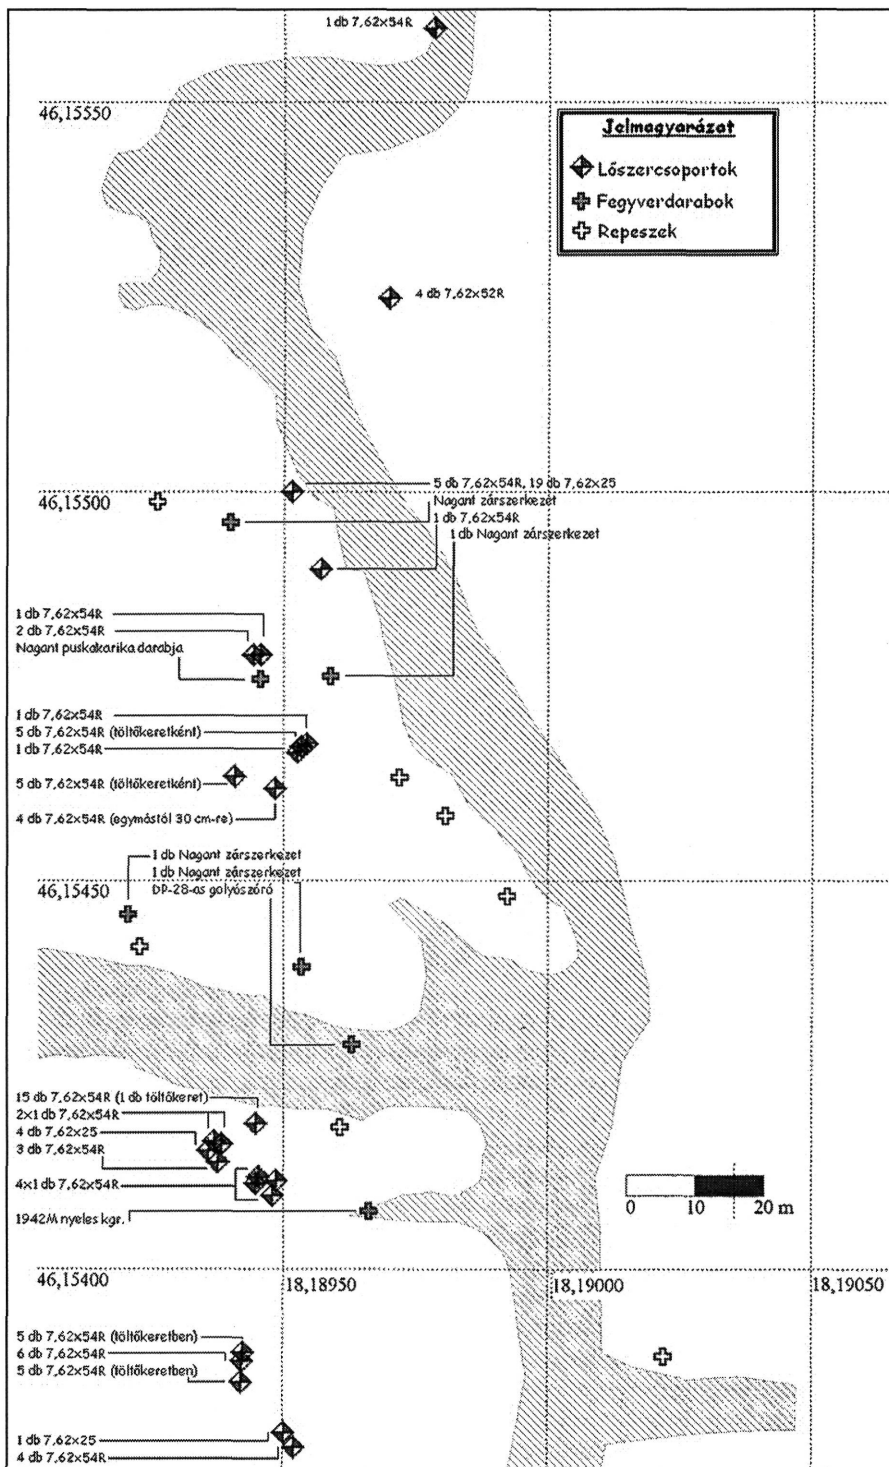 1 db 7,62x54R
46,15550
Jelmagyarázat
Lőszercsoportok
Fegyverdarabok
Repeszek
4 db 7,62x52R
5 db 7,62x54R, 19 db 7,62x25
46,15500
Nagant zárszerkezet
1 db 7,62x54R
1 db Nagant zárszerkezet
1 db 7,62x54R
2 db 7,62x54R
Nagant puskakarika darabja
1 db 7,62x54R
5 db 7,62x54R (töltőkeretként)
1 db 7,62x54R
5 db 7,62x54R (töltőkeretként)
4 db 7,62x54R (egymástól 30 cm-re)
1 db Nagant zárszerkezet
1 db Nagant zárszerkezet
46,15450
DP-28-as golyószóró
15 db 7,62x54R (1 db töltőkeret)
2x1 db 7,62x54R
4 db 7,62x25
3 db 7,62x54R
4x1 db 7,62x54R
1942M nyeles kgr.
0 10 20 m
46,15400
18,18950
18,19000
18,19050
5 db 7,62x54R (töltőkeretben)
6 db 7,62x54R
5 db 7,62x54R (töltőkeretben)
1 db 7,62x25
4 db 7,62x54R